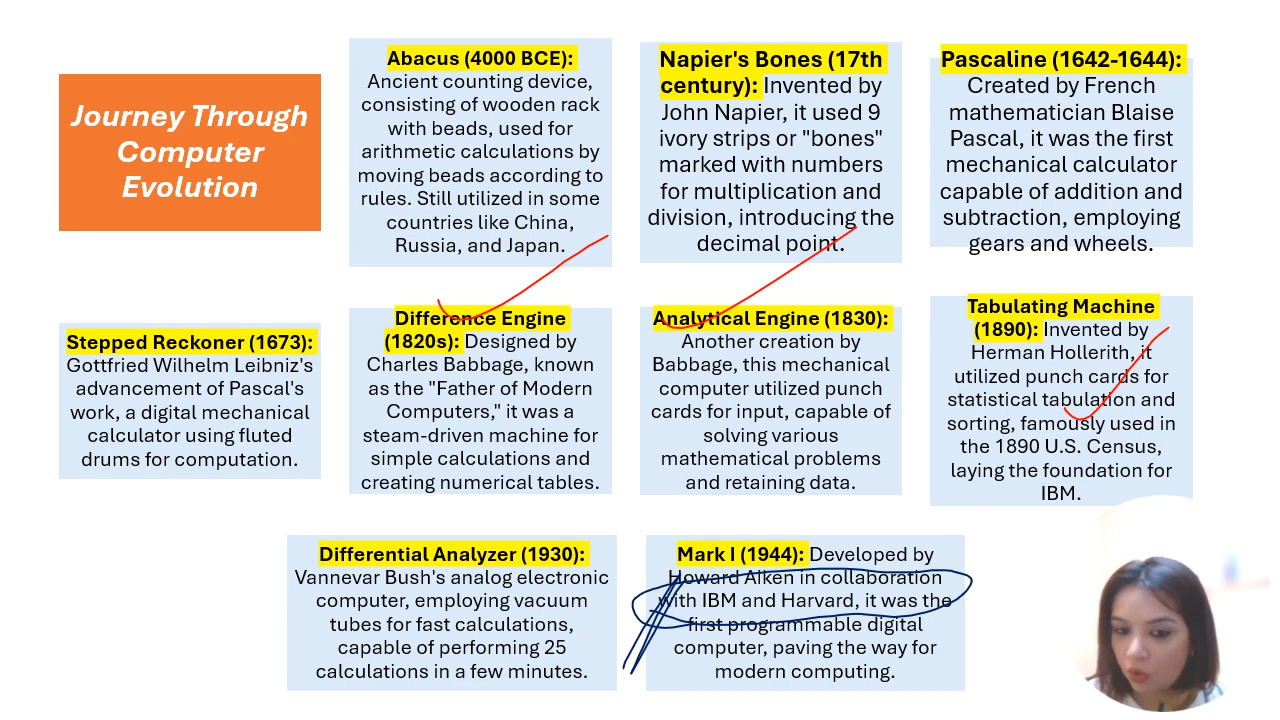 Journey Through
Computer
Evolution
Abacus (4000 BCE):
Ancient counting device,
consisting of wooden rack
with beads, used for
arithmetic calculations by
moving beads according to
rules. Still utilized in some
countries like China,
Russia, and Japan.
Napier's Bones (17th
century): Invented by
John Napier, it used 9
ivory strips or "bones"
marked with numbers
for multiplication and
division, introducing the
decimal point.
Pascaline (1642-1644):
Created by French
mathematician Blaise
Pascal, it was the first
mechanical calculator
capable of addition and
subtraction, employing
gears and wheels.
Stepped Reckoner (1673):
Gottfried Wilhelm Leibniz's
advancement of Pascal's
work, a digital mechanical
calculator using fluted
drums for computation.
Difference Engine
(1820s): Designed by
Charles Babbage, known
as the "Father of Modern
Computers," it was a
steam-driven machine for
simple calculations and
creating numerical tables.
Analytical Engine (1830):
Another creation by
Babbage, this mechanical
computer utilized punch
cards for input, capable of
solving various
mathematical problems
and retaining data.
Tabulating Machine
(1890): Invented by
Herman Hollerith, it
utilized punch cards for
statistical tabulation and
sorting, famously used in
the 1890 U.S. Census,
laying the foundation for
IBM.
Differential Analyzer (1930):
Vannevar Bush's analog electronic
computer, employing vacuum
tubes for fast calculations,
capable of performing 25
calculations in a few minutes.
Mark I (1944): Developed by
Howard Aiken in collaboration
with IBM and Harvard, it was the
first programmable digital
computer, paving the way for
modern computing.